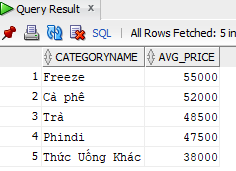 Query Result x
SQL | All Rows Fetched: 5 in
CATEGORYNAME AVG_PRICE
1 Freeze 55000
2 Cà phê 52000
3 Trà 48500
4 Phindi 47500
5 Thức Uống Khác 38000